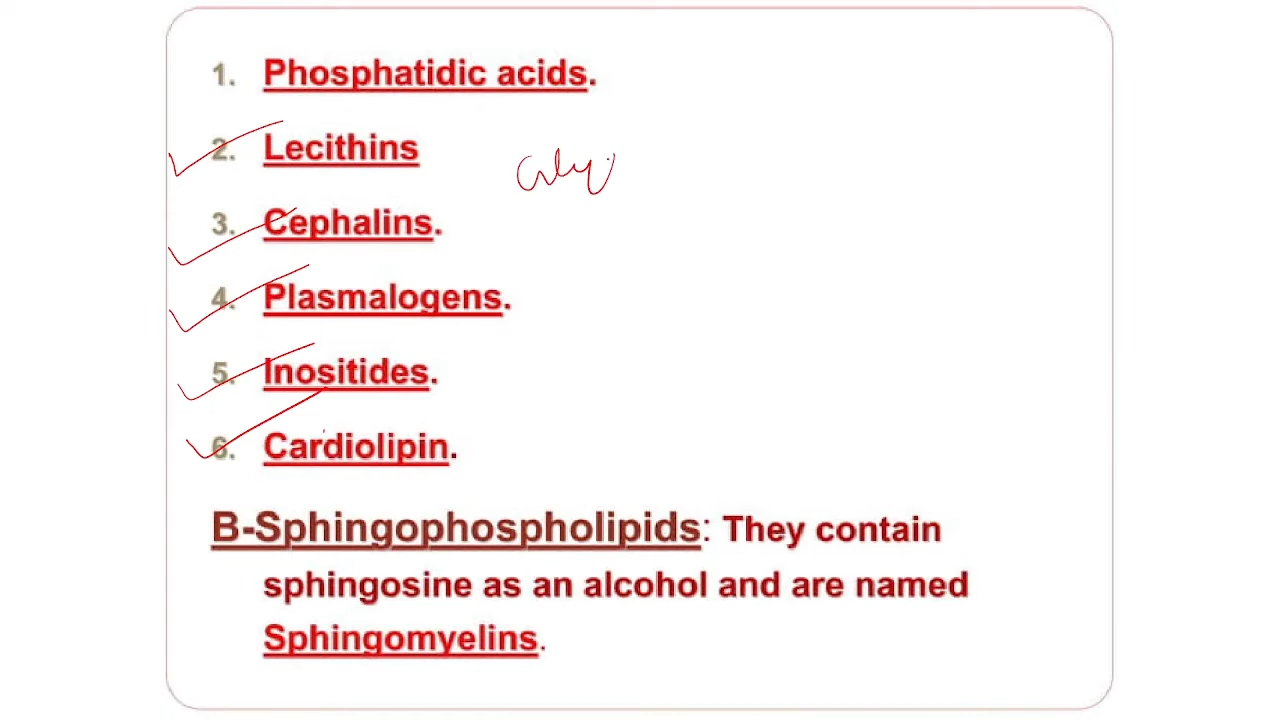 1. Phosphatidic acids.
2. Lecithins
3. Cephalins.
4. Plasmalogens.
5. Inositides.
6. Cardiolipin.
B-Sphingophospholipids: They contain
sphingosine as an alcohol and are named
Sphingomyelins.